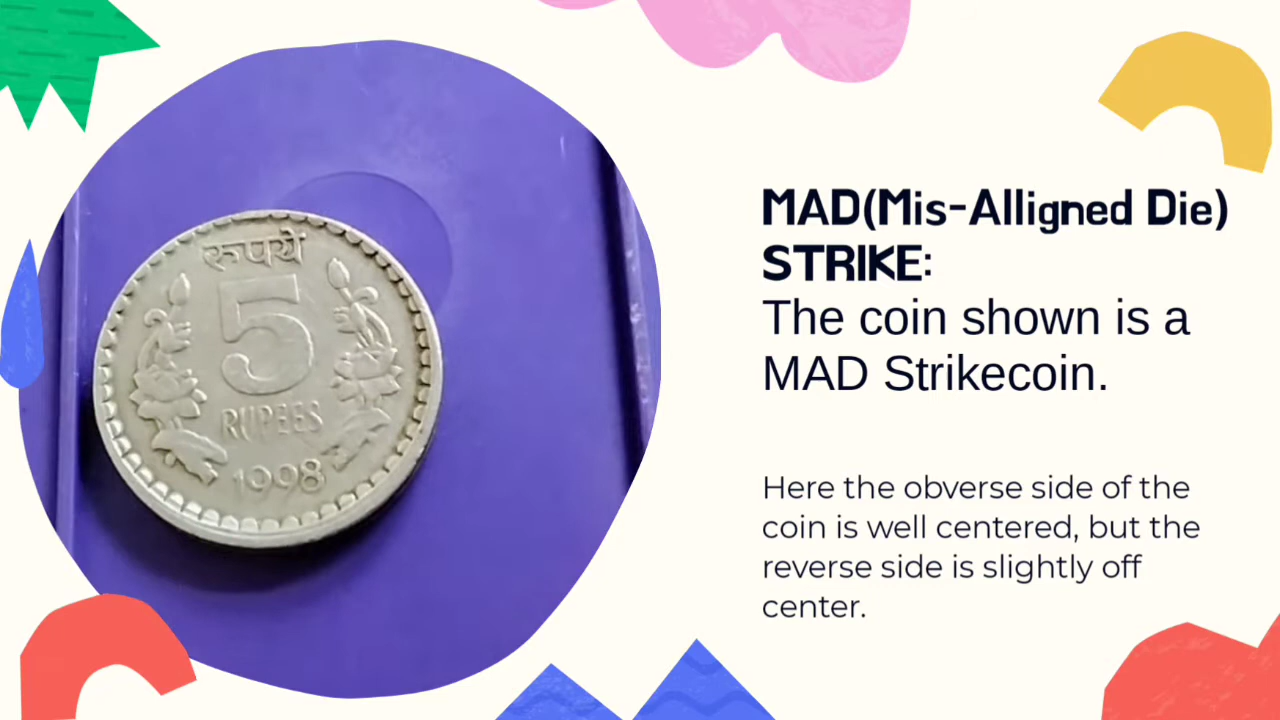 रुपये
5
RUPEES
1998
MAD(Mis-Alligned Die)
STRIKE:
The coin shown is a
MAD Strikecoin.
Here the obverse side of the
coin is well centered, but the
reverse side is slightly off
center.